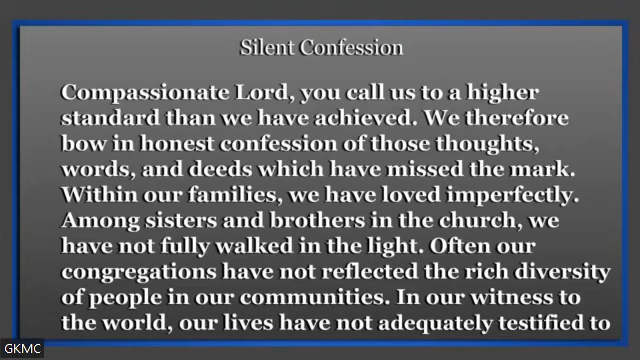 Silent Confession
Compassionate Lord, you call us to a higher
standard than we have achieved. We therefore
bow in honest confession of those thoughts,
words, and deeds which have missed the mark.
Within our families, we have loved imperfectly.
Among sisters and brothers in the church, we
have not fully walked in the light. Often our
congregations have not reflected the rich diversity
of people in our communities. In our witness to
the world, our lives have not adequately testified to
GKMC